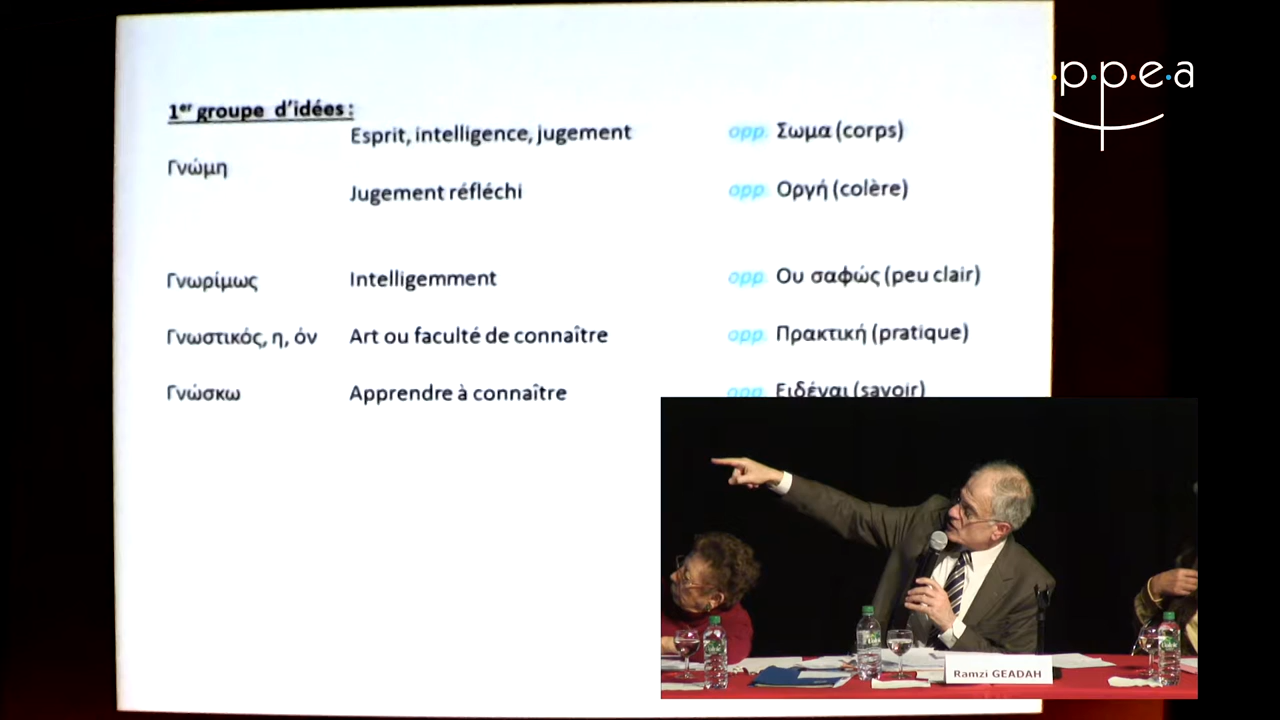 1er groupe d'idées :
Esprit, intelligence, jugement opp. Σωμα (corps)
Γνώμη
Jugement réfléchi opp. Οργή (colère)
Γνωρίμως Intelligemment opp. Ου σαφώς (peu clair)
Γνωστικός, η, όν Art ou faculté de connaître opp. Πρακτική (pratique)
Γνώσκω Apprendre à connaître opp. Ειδέναι (savoir)
p.p.e.a
Ramzi GEADAH